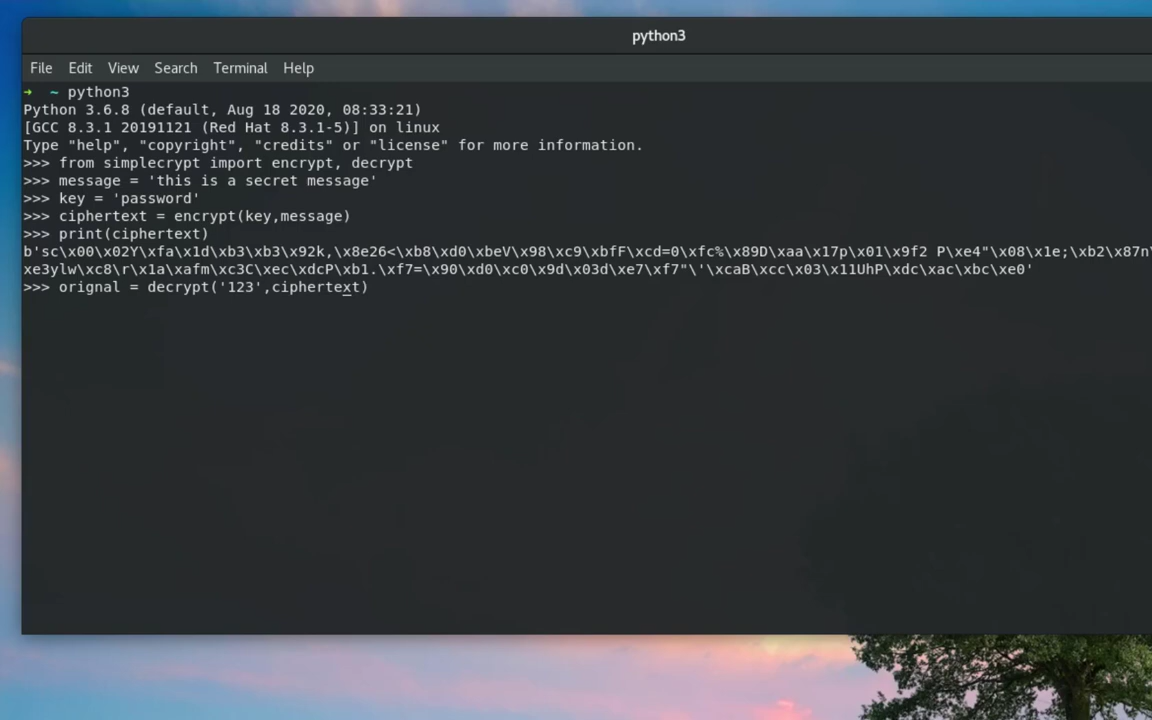 python3
File Edit View Search Terminal Help
➜ ~ python3
Python 3.6.8 (default, Aug 18 2020, 08:33:21)
[GCC 8.3.1 20191121 (Red Hat 8.3.1-5)] on linux
Type "help", "copyright", "credits" or "license" for more information.
>>> from simplecrypt import encrypt, decrypt
>>> message = 'this is a secret message'
>>> key = 'password'
>>> ciphertext = encrypt(key,message)
>>> print(ciphertext)
b'sc\x00\x02Y\xfa\x1d\xb3\xb3\x92k,\x8e26<\xb8\xd0\xbeV\x98\xc9\xbfF\xcd=0\xfc%\x89D\xaa\x17p\x01\x9f2 P\xe4"\x08\x1e;\xb2\x87n\
xe3ylw\xc8\r\x1a\xafm\xc3C\xec\xdcP\xb1.\xf7=\x90\xd0\xc0\x9d\x03d\xe7\xf7"\'\xcaB\xcc\x03\x11UhP\xdc\xac\xbc\xe0'
>>> orignal = decrypt('123',ciphertext)